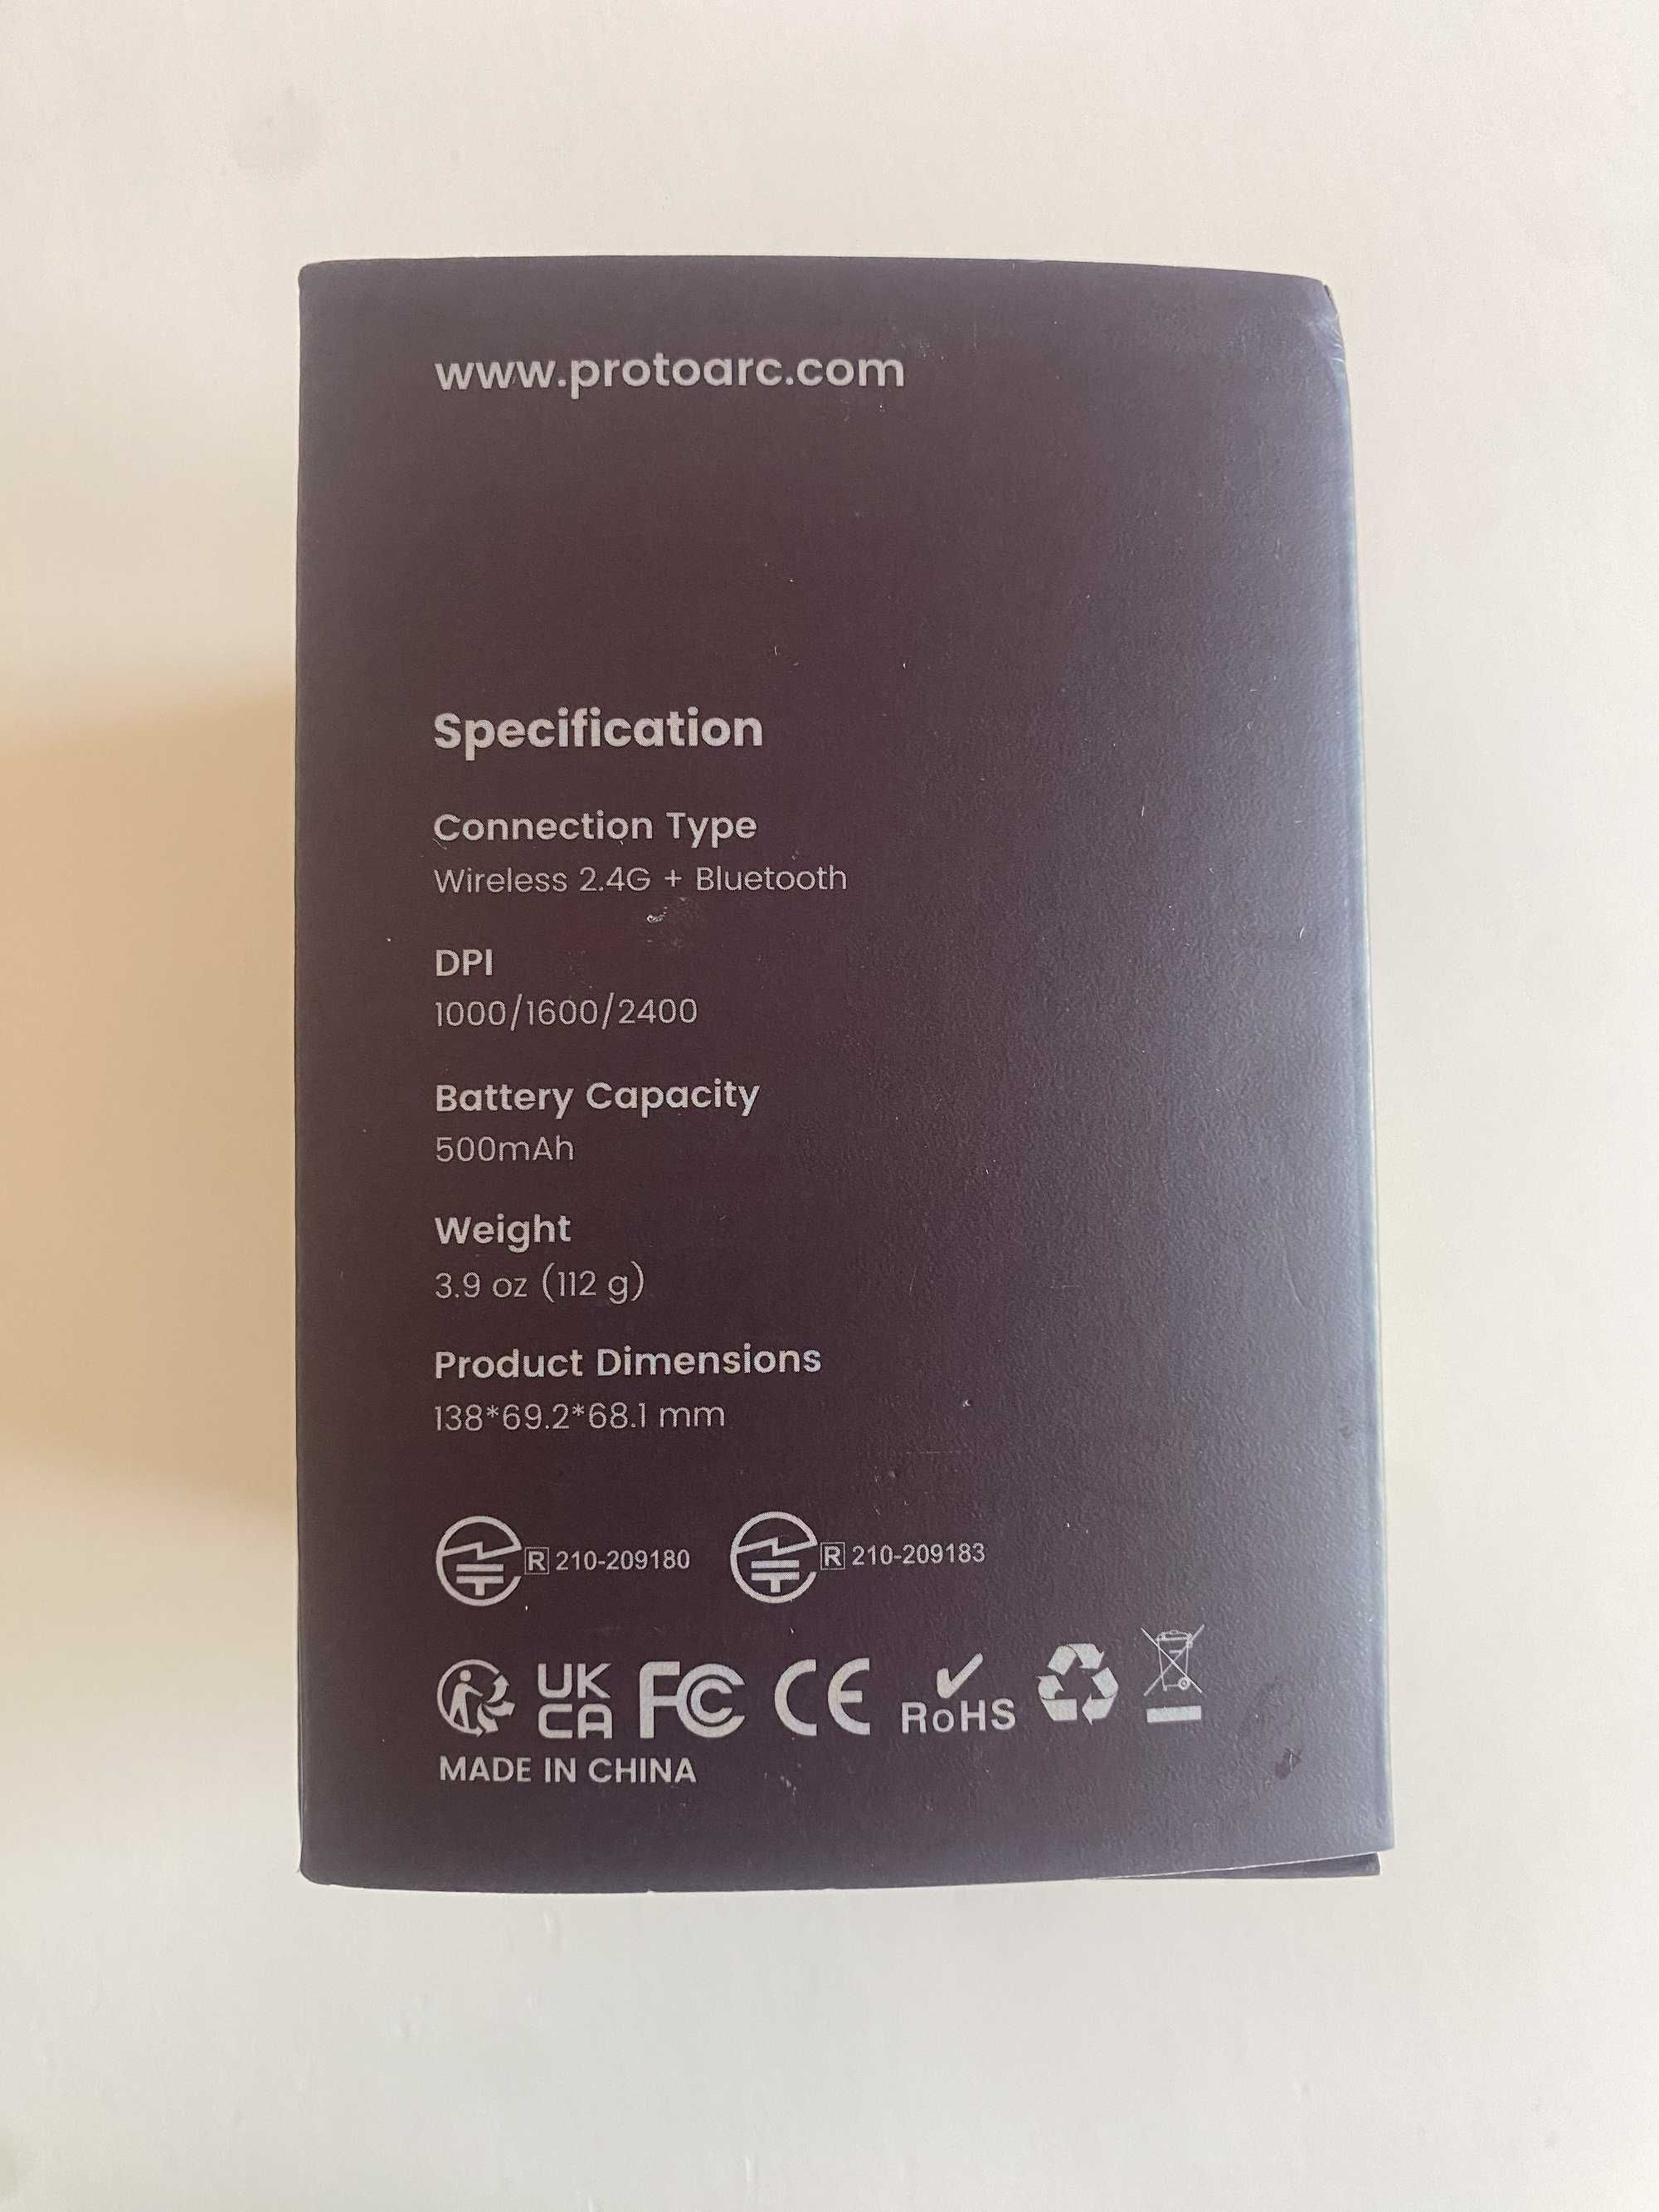 www.protoarc.com
Specification
Connection Type
Wireless 2.4G + Bluetooth
DPI
1000/1600/2400
Battery Capacity
500mAh
Weight
3.9 oz (112 g)
Product Dimensions
138*69.2*68.1 mm
R 210-209180 R 210-209183
UK CA FC CE RoHS
MADE IN CHINA